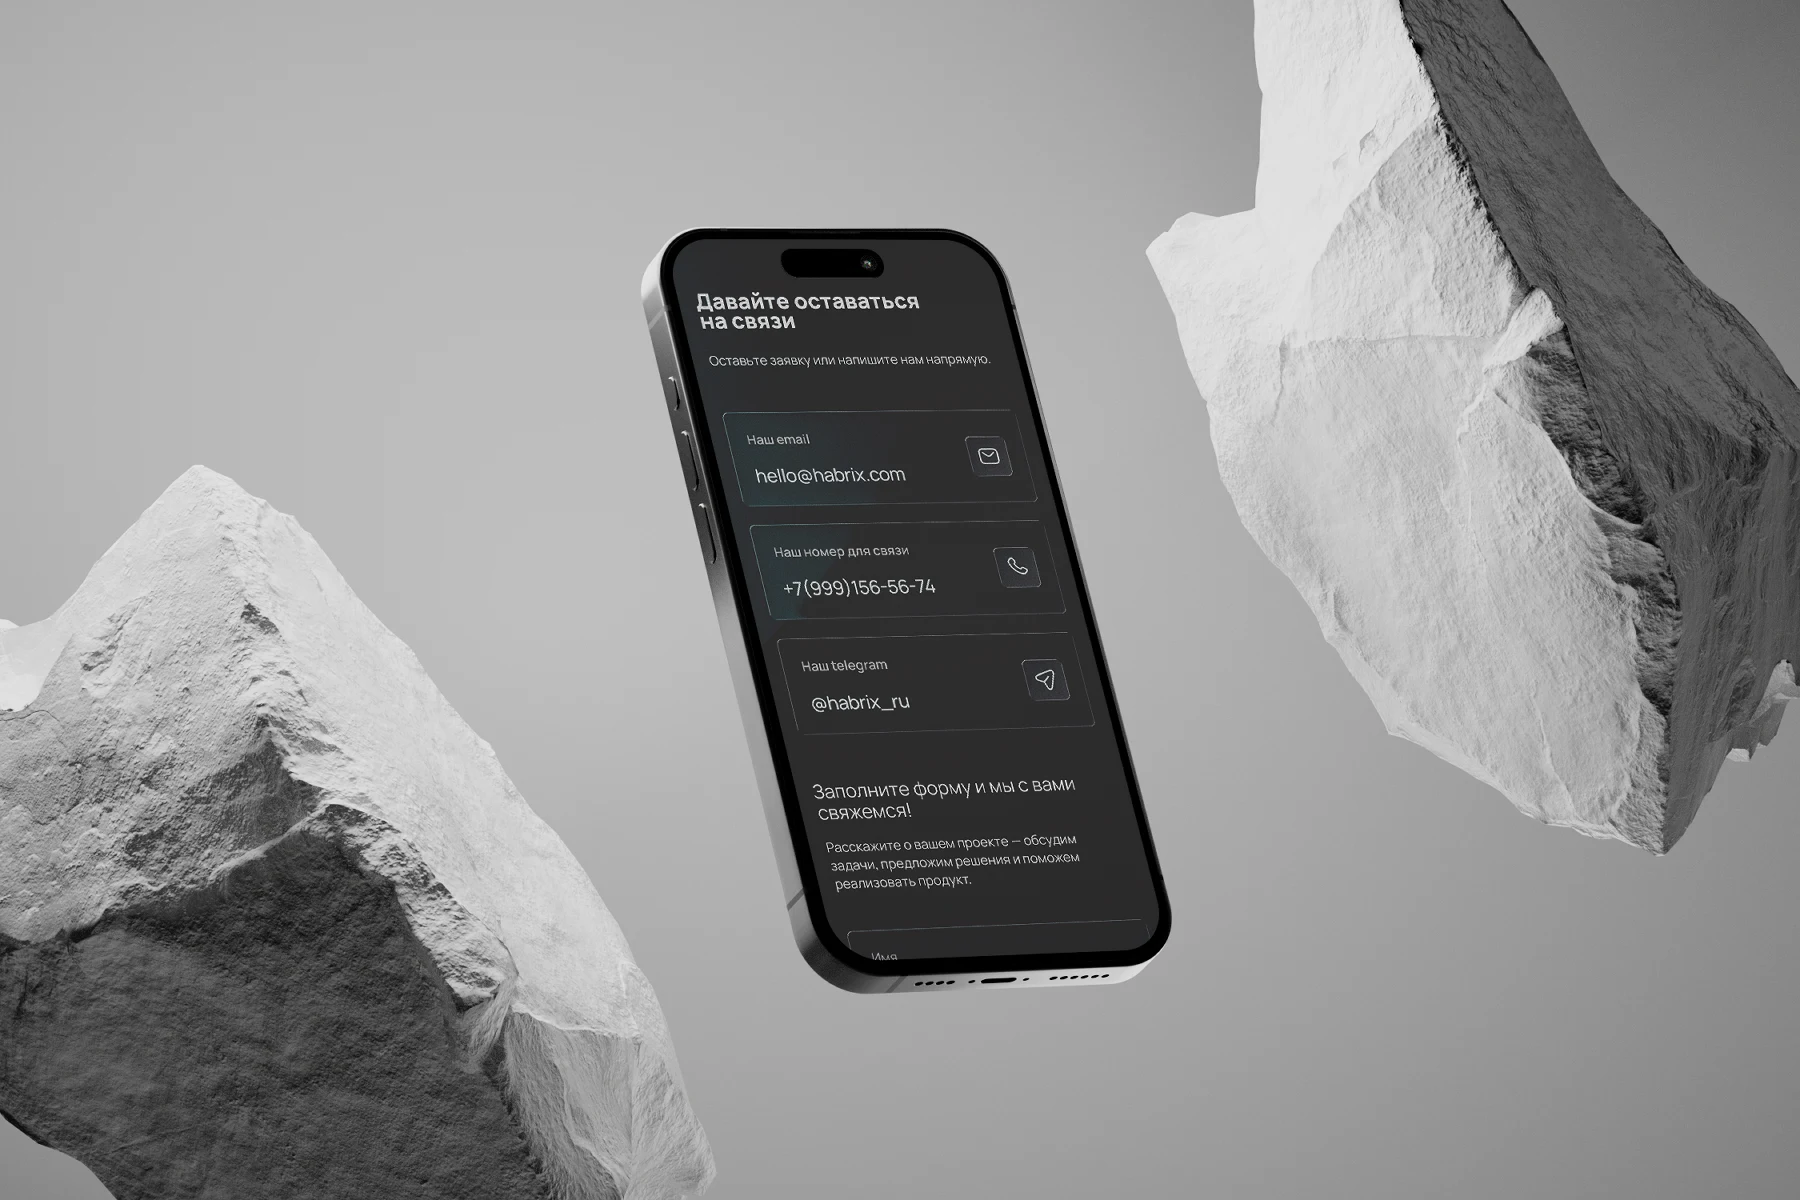 Давайте оставаться
на связи
Оставьте заявку или напишите нам напрямую.
Наш email
hello@habrix.com
Наш номер для связи
+7(999)156-56-74
Наш telegram
@habrix_ru
Заполните форму и мы с вами
свяжемся!
Расскажите о вашем проекте — обсудим
задачи, предложим решения и поможем
реализовать продукт.
Имя